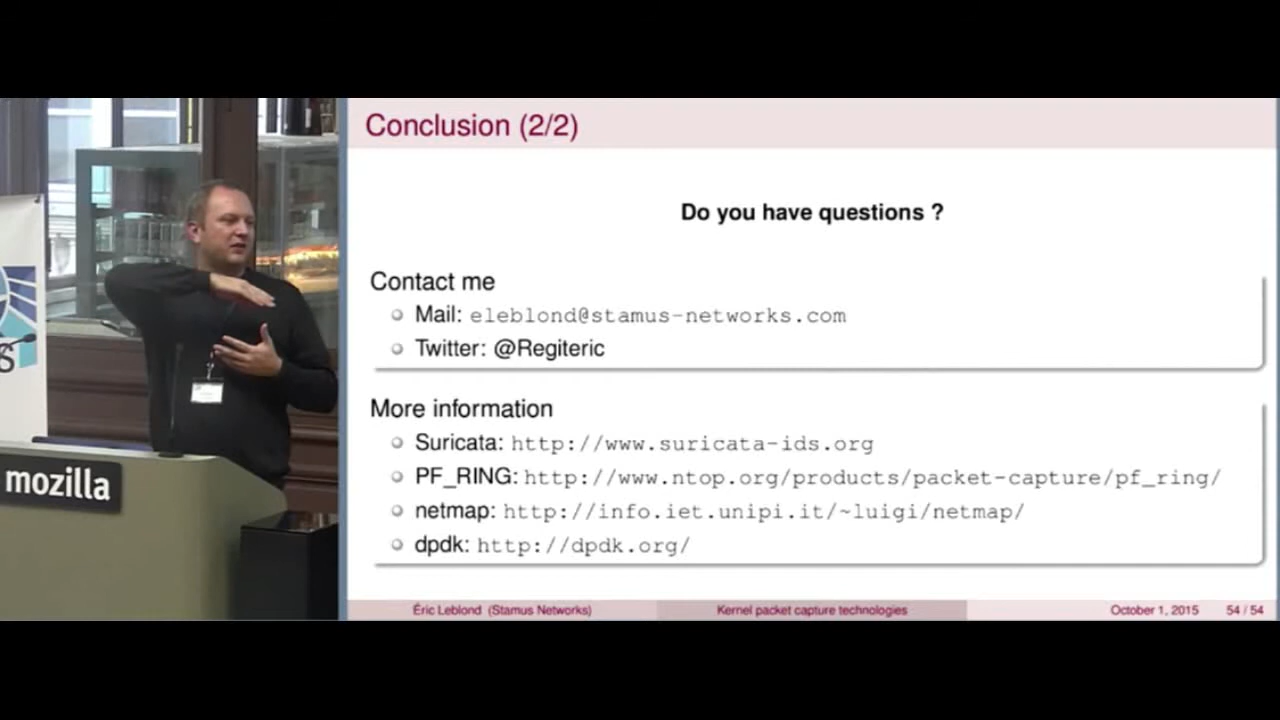 S
mozilla
Conclusion (2/2)
Do you have questions ?
Contact me
Mail: eleblond@stamus-networks.com
Twitter: @Regiteric
More information
Suricata: http://www.suricata-ids.org
PF_RING: http://www.ntop.org/products/packet-capture/pf_ring/
netmap: http://info.iet.unipi.it/~luigi/netmap/
dpdk: http://dpdk.org/
Éric Leblond (Stamus Networks)
Kernel packet capture technologies
October 1, 2015
54 / 54